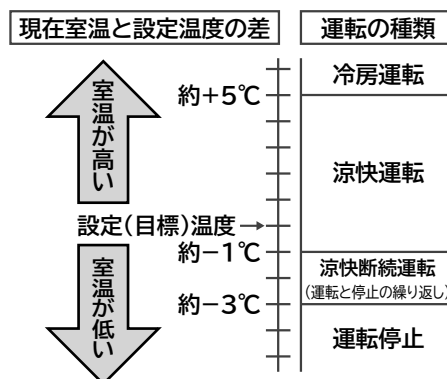 現在室温と設定温度の差
運転の種類
室温が高い
冷房運転
約+5℃
涼快運転
設定(目標)温度→
約−1℃
室温が低い
涼快断続運転
(運転と停止の繰り返し)
約−3℃
運転停止